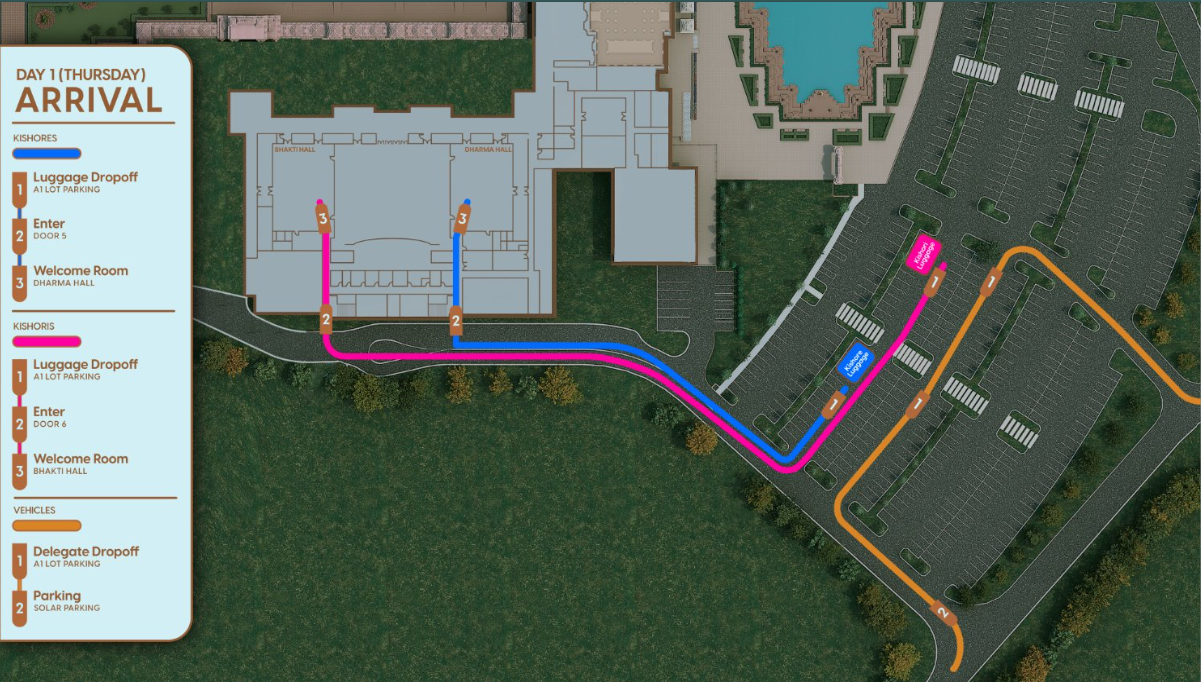 DAY 1 (THURSDAY)
ARRIVAL
KISHORES
1
Luggage Dropoff
A1 LOT PARKING
2
Enter
DOOR 5
3
Welcome Room
DHARMA HALL
KISHORIS
1
Luggage Dropoff
A1 LOT PARKING
2
Enter
DOOR 6
3
Welcome Room
BHAKTI HALL
VEHICLES
1
Delegate Dropoff
A1 LOT PARKING
2
Parking
SOLAR PARKING
BHAKTI HALL
DHARMA HALL
3
3
2
2
Kishori
Luggage
1
1
Kishore
Luggage
1
1
2